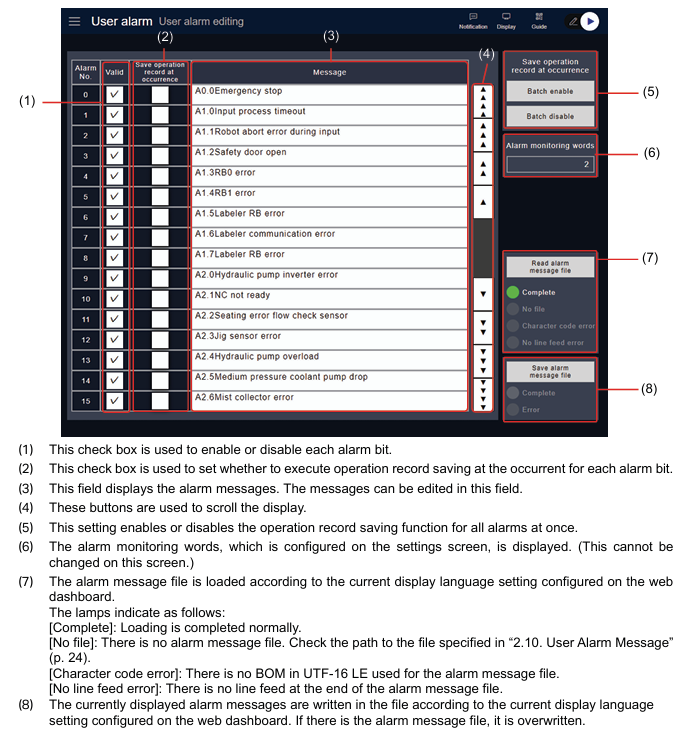 User alarm User alarm editing
Notification Display Guide
(2) (3) (4)
Alarm No. Valid Save operation record at occurrence Message
(1)
0 A0.0Emergency stop
1 A1.0Input process timeout
2 A1.1Robot abort error during input
3 A1.2Safety door open
4 A1.3RB0 error
5 A1.4RB1 error
6 A1.5Labeler RB error
7 A1.6Labeler communication error
8 A1.7Labeler RB error
9 A2.0Hydraulic pump inverter error
10 A2.1NC not ready
11 A2.2Seating error flow check sensor
12 A2.3Jig sensor error
13 A2.4Hydraulic pump overload
14 A2.5Medium pressure coolant pump drop
15 A2.6Mist collector error
Save operation
record at occurrence
Batch enable
(5)
Batch disable
Alarm monitoring words
(6)
2
Read alarm
message file
(7)
Complete
No file
Character code error
No line feed error
Save alarm
message file
(8)
Complete
Error
(1) This check box is used to enable or disable each alarm bit.
(2) This check box is used to set whether to execute operation record saving at the occurrent for each alarm bit.
(3) This field displays the alarm messages. The messages can be edited in this field.
(4) These buttons are used to scroll the display.
(5) This setting enables or disables the operation record saving function for all alarms at once.
(6) The alarm monitoring words, which is configured on the settings screen, is displayed. (This cannot be
changed on this screen.)
(7) The alarm message file is loaded according to the current display language setting configured on the web
dashboard.
The lamps indicate as follows:
[Complete]: Loading is completed normally.
[No file]: There is no alarm message file. Check the path to the file specified in “2.10. User Alarm Message”
(p. 24).
[Character code error]: There is no BOM in UTF-16 LE used for the alarm message file.
[No line feed error]: There is no line feed at the end of the alarm message file.
(8) The currently displayed alarm messages are written in the file according to the current display language
setting configured on the web dashboard. If there is the alarm message file, it is overwritten.